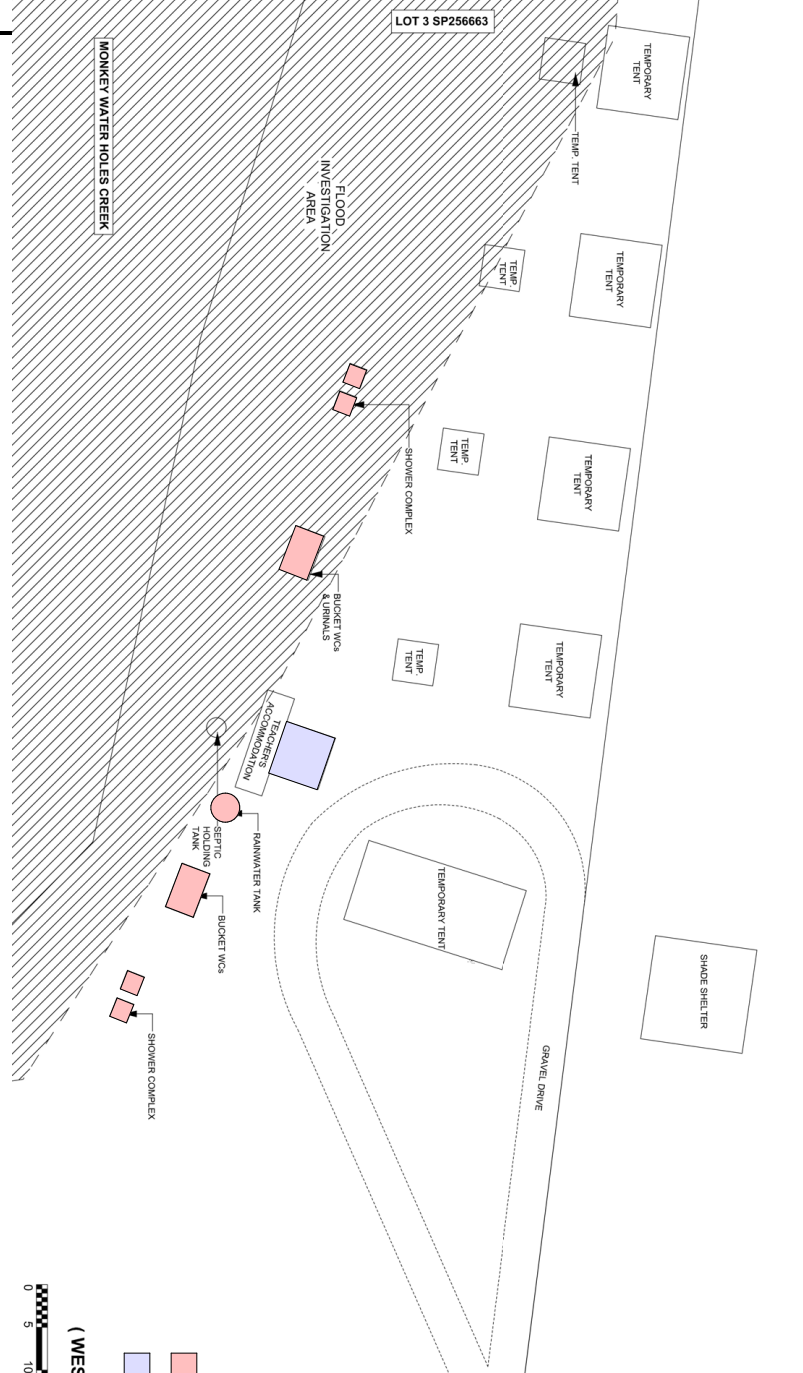 LOT 3 SP256663
MONKEY WATER HOLES CREEK
FLOOD
INVESTIGATION
AREA
TEMPORARY
TENT
TEMP. TENT
TEMPORARY
TENT
TEMP.
TENT
TEMPORARY
TENT
TEMP.
TENT
SHOWER COMPLEX
TEMPORARY
TENT
TEMP.
TENT
BUCKET WCs
& URINALS
TEACHER'S
ACCOMMODATION
SEPTIC
HOLDING
TANK
RAINWATER TANK
BUCKET WCs
SHOWER COMPLEX
TEMPORARY TENT
SHADE SHELTER
GRAVEL DRIVE
0 5 10
( WES